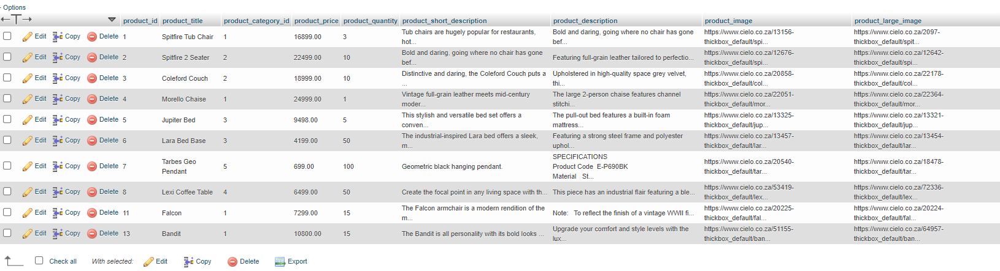 - Options
product_id product_title product_category_id product_price product_quantity product_short_description product_description product_image product_large_image
Edit Copy Delete 1 Spitfire Tub Chair 1 16899.00 3 Tub chairs are hugely popular for restaurants, hot... Bold and daring, going where no chair has gone bef... https://www.cielo.co.za/13156-thickbox_default/spi... https://www.cielo.co.za/2097-thickbox_default/spit...
Edit Copy Delete 2 Spitfire 2 Seater 2 22499.00 10 Bold and daring, going where no chair has gone bef... Featuring full-grain leather tailored to perfectio... https://www.cielo.co.za/12676-thickbox_default/spi... https://www.cielo.co.za/12642-thickbox_default/spi...
Edit Copy Delete 3 Coleford Couch 2 18999.00 10 Distinctive and daring, the Coleford Couch puts a ... Upholstered in high-quality space grey velvet, thi... https://www.cielo.co.za/20858-thickbox_default/col... https://www.cielo.co.za/22178-thickbox_default/col...
Edit Copy Delete 4 Morello Chaise 1 24999.00 1 Vintage full-grain leather meets mid-century moder... The large 2-person chaise features channel stitchi... https://www.cielo.co.za/22051-thickbox_default/mor... https://www.cielo.co.za/22364-thickbox_default/mor...
Edit Copy Delete 5 Jupiter Bed 3 9498.00 5 This stylish and versatile bed set offers a conven... The pull-out bed features a built-in foam mattress... https://www.cielo.co.za/13325-thickbox_default/jup... https://www.cielo.co.za/13321-thickbox_default/jup...
Edit Copy Delete 6 Lara Bed Base 3 4199.00 50 The industrial-inspired Lara bed offers a sleek, m... Featuring a strong steel frame and polyester uphol... https://www.cielo.co.za/13457-thickbox_default/lar... https://www.cielo.co.za/13454-thickbox_default/lar...
Edit Copy Delete 7 Tarbes Geo Pendant 5 699.00 100 Geometric black hanging pendant. SPECIFICATIONS Product Code E-P690BK Material St... https://www.cielo.co.za/20540-thickbox_default/tar... https://www.cielo.co.za/18478-thickbox_default/tar...
Edit Copy Delete 8 Lexi Coffee Table 4 6499.00 50 Create the focal point in any living space with th... This piece has an industrial flair featuring a ble... https://www.cielo.co.za/53419-thickbox_default/lex... https://www.cielo.co.za/72336-thickbox_default/lex...
Edit Copy Delete 11 Falcon 1 7299.00 15 The Falcon armchair is a modern rendition of the m... Note: To reflect the finish of a vintage WWII fi... https://www.cielo.co.za/20225-thickbox_default/fal... https://www.cielo.co.za/20224-thickbox_default/fal...
Edit Copy Delete 13 Bandit 1 10800.00 15 The Bandit is all personality with its bold looks ... Upgrade your comfort and style levels with the lux... https://www.cielo.co.za/51155-thickbox_default/ban... https://www.cielo.co.za/64957-thickbox_default/ban...
Check all With selected: Edit Copy Delete Export